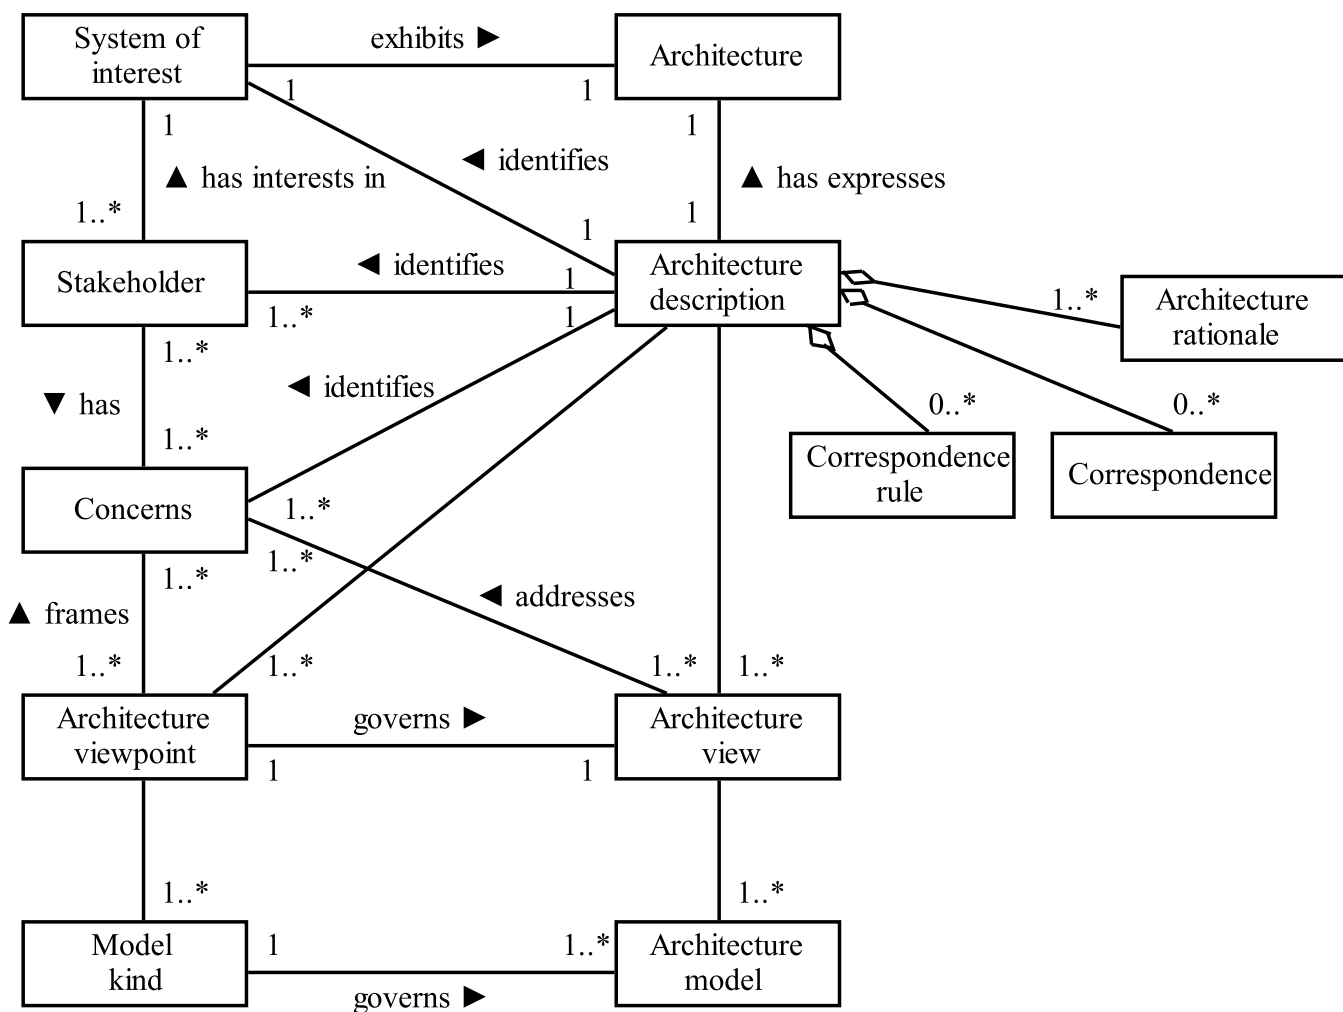 System of
interest
exhibits ►
Architecture
1
1
1
1
◄ identifies
▲ has interests in
▲ has expresses
1..*
1
1
Stakeholder
◄ identifies
1
Architecture
description
1..*
1
1..*
Architecture
rationale
1..*
▼ has
◄ identifies
0..*
0..*
1..*
Correspondence
rule
Correspondence
Concerns
1..*
1..*
1..*
◄ addresses
▲ frames
1..*
1..*
1..*
1..*
Architecture
viewpoint
governs ►
Architecture
view
1
1
1..*
1..*
Model
kind
1
1..*
Architecture
model
governs ►